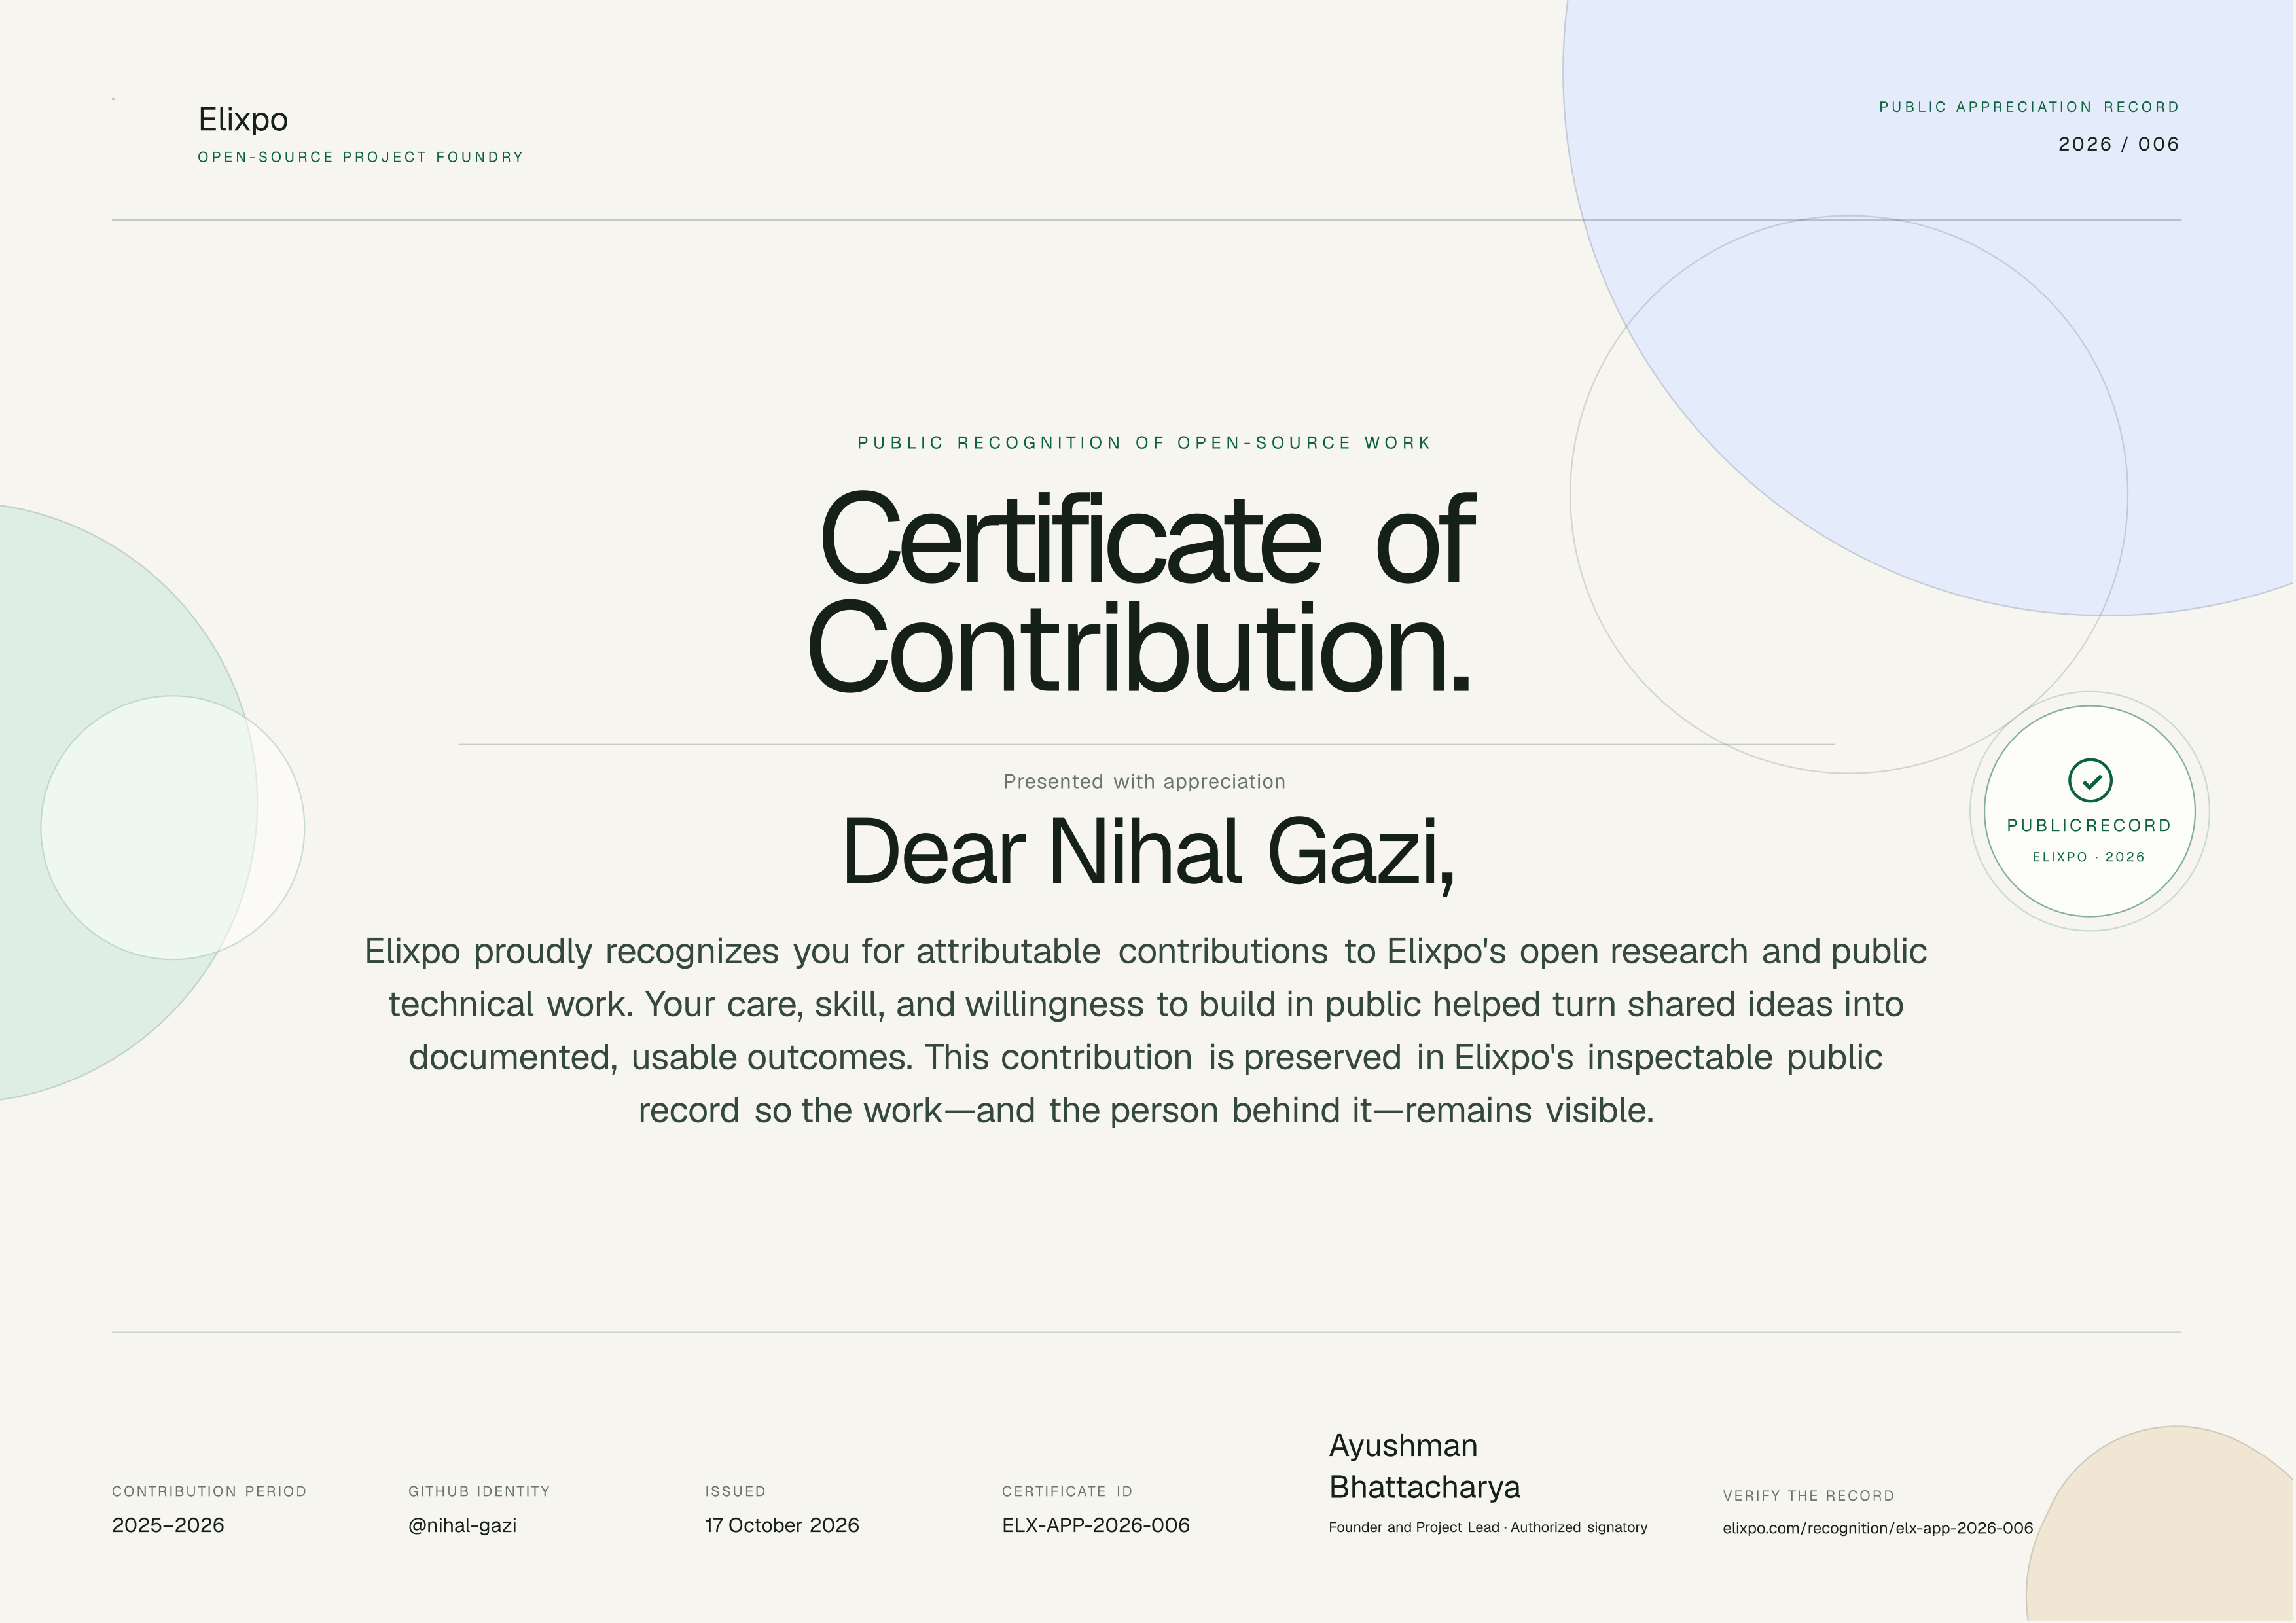 Elixpo
OPEN-SOURCE PROJECT FOUNDRY
PUBLIC APPRECIATION RECORD
2026 / 006
PUBLIC RECOGNITION OF OPEN-SOURCE WORK
Certificate of
Contribution.
Presented with appreciation
Dear Nihal Gazi,
PUBLICRECORD
ELIXPO · 2026
Elixpo proudly recognizes you for attributable contributions to Elixpo's open research and public
technical work. Your care, skill, and willingness to build in public helped turn shared ideas into
documented, usable outcomes. This contribution is preserved in Elixpo's inspectable public
record so the work—and the person behind it—remains visible.
CONTRIBUTION PERIOD
2025–2026
GITHUB IDENTITY
@nihal-gazi
ISSUED
17 October 2026
CERTIFICATE ID
ELX-APP-2026-006
Ayushman
Bhattacharya
Founder and Project Lead · Authorized signatory
VERIFY THE RECORD
elixpo.com/recognition/elx-app-2026-006